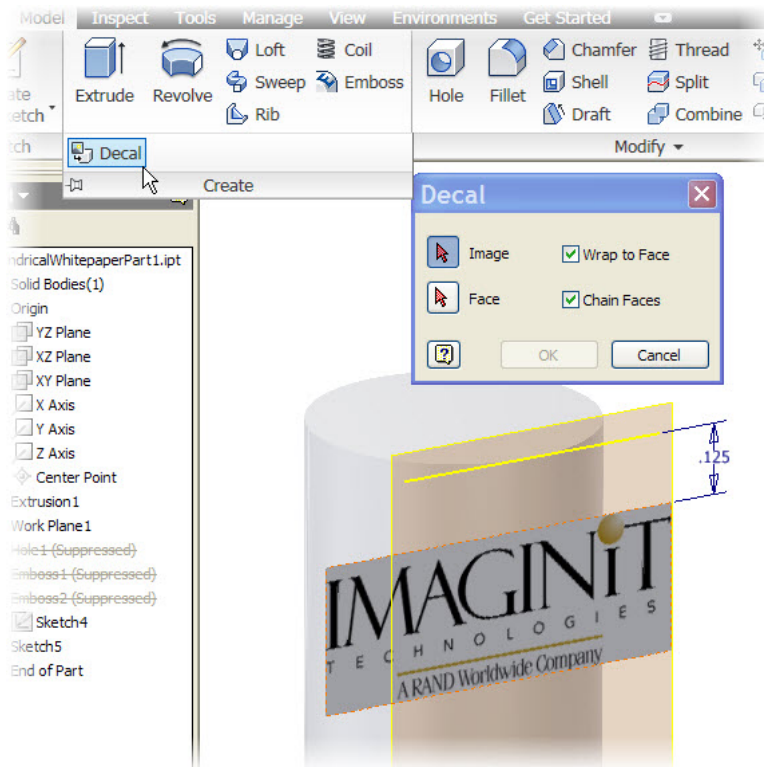 Model Inspect Tools Manage View Environments Get Started
Extrude Revolve Loft Coil Hole Fillet Chamfer Thread
Sweep Emboss Shell Split
Rib Draft Combine
Decal Modify
Create
Decal
Image Wrap to Face
Face Chain Faces
OK Cancel
ndricalWhitepaperPart1.ipt
Solid Bodies(1)
Origin
YZ Plane
XZ Plane
XY Plane
X Axis
Y Axis
Z Axis
Center Point
Extrusion1
Work Plane1
Hole1 (Suppressed)
Emboss1 (Suppressed)
Emboss2 (Suppressed)
Sketch4
Sketch5
End of Part
.125
IMAGINiT
TECHNOLOGIES
A RAND Worldwide Company